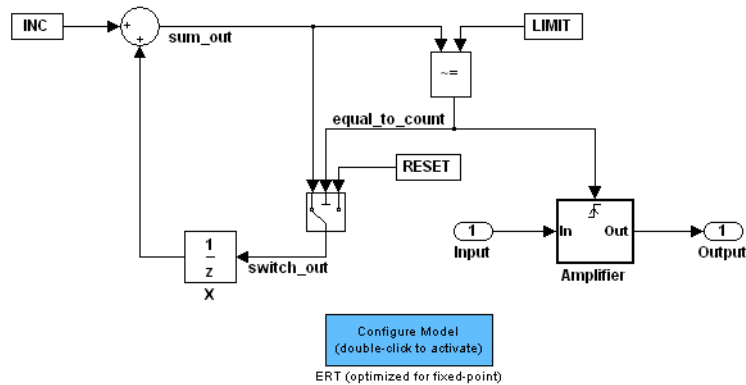 INC
+
+
sum_out
LIMIT
~=
equal_to_count
RESET
1
In
Out
1
Input
Output
Amplifier
1
z
switch_out
X
Configure Model
(double-click to activate)
ERT (optimized for fixed-point)